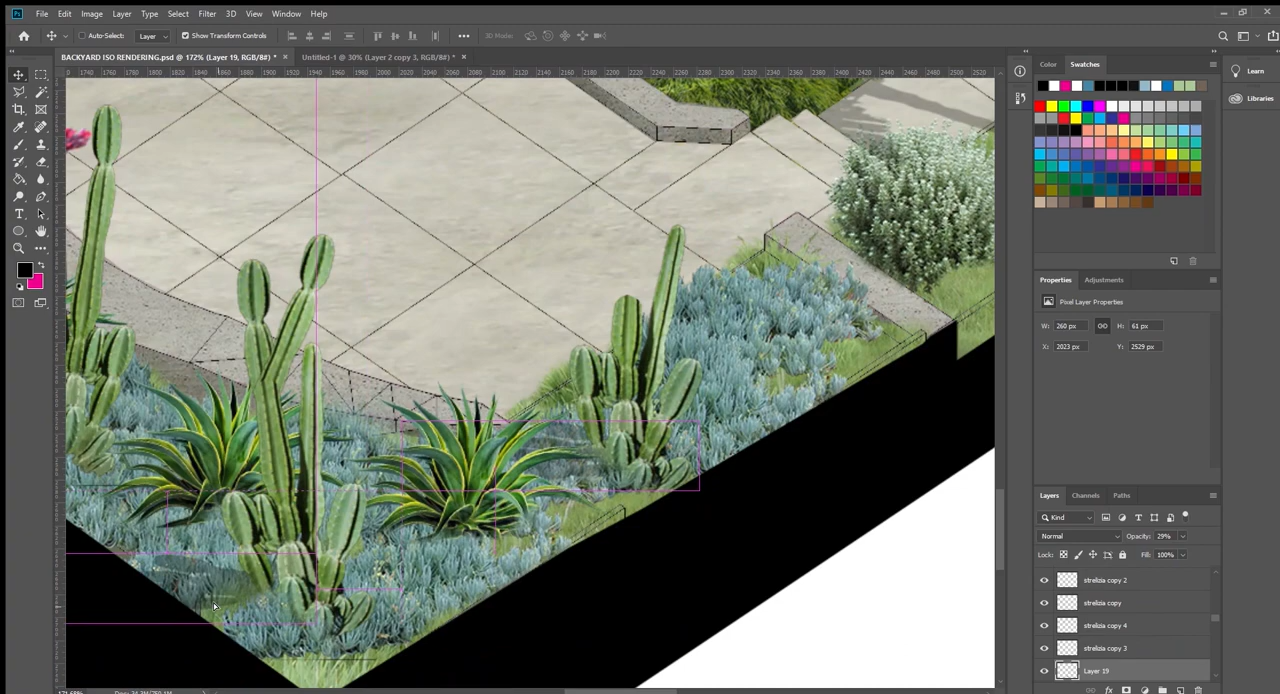 File Edit Image Layer Type Select Filter 3D View Window Help
Auto-Select: Layer Show Transform Controls 3D Mode:
BACKYARD ISO RENDERING.psd @ 172% (Layer 19, RGB/8#) * × Untitled-1 @ 30% (Layer 2 copy 3, RGB/8#) * ×
Color Swatches
Learn
Libraries
Properties Adjustments
Pixel Layer Properties
W: 260 px H: 61 px
X: 2023 px Y: 2529 px
Layers Channels Paths
Kind
Normal Opacity: 29%
Lock: Fill: 100%
strelizia copy 2
strelizia copy
strelizia copy 4
strelizia copy 3
Layer 19